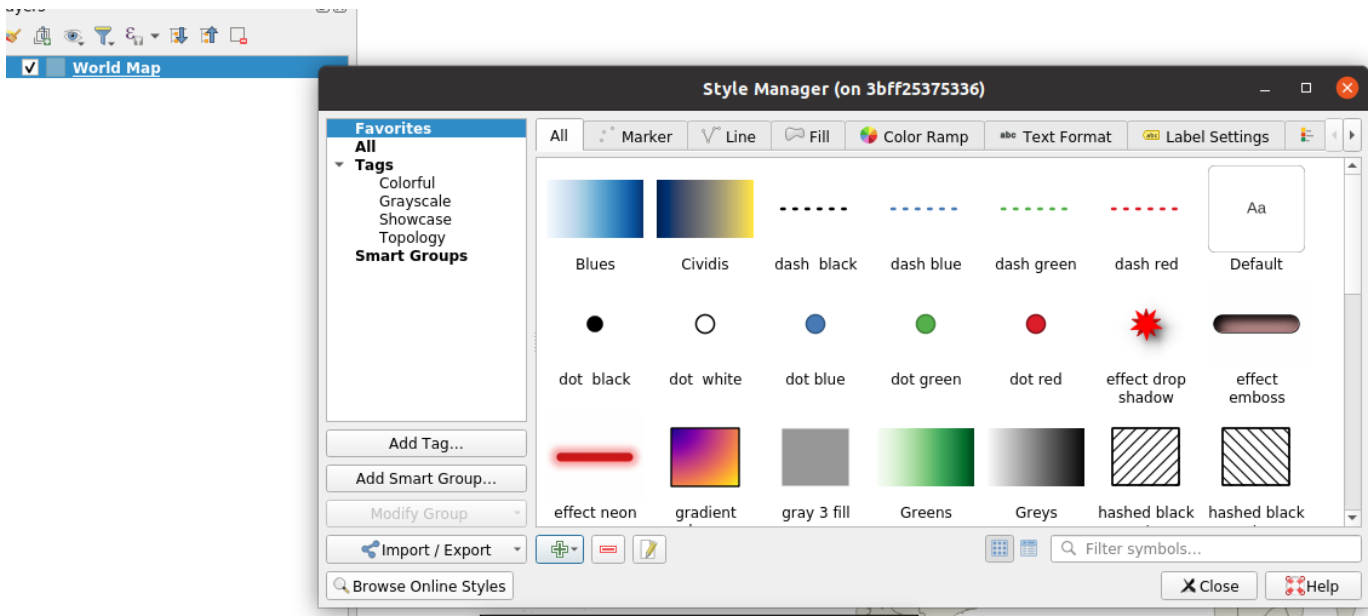 World Map
Style Manager (on 3bff25375336)
Favorites
All
Tags
Colorful
Grayscale
Showcase
Topology
Smart Groups
Add Tag...
Add Smart Group...
Modify Group
Import / Export
Browse Online Styles
All
Marker
Line
Fill
Color Ramp
abc Text Format
abc Label Settings
Blues
Cividis
dash black
dash blue
dash green
dash red
Aa
Default
dot black
dot white
dot blue
dot green
dot red
effect drop
shadow
effect
emboss
effect neon
gradient
gray 3 fill
Greens
Greys
hashed black
hashed black
Filter symbols...
Close
Help